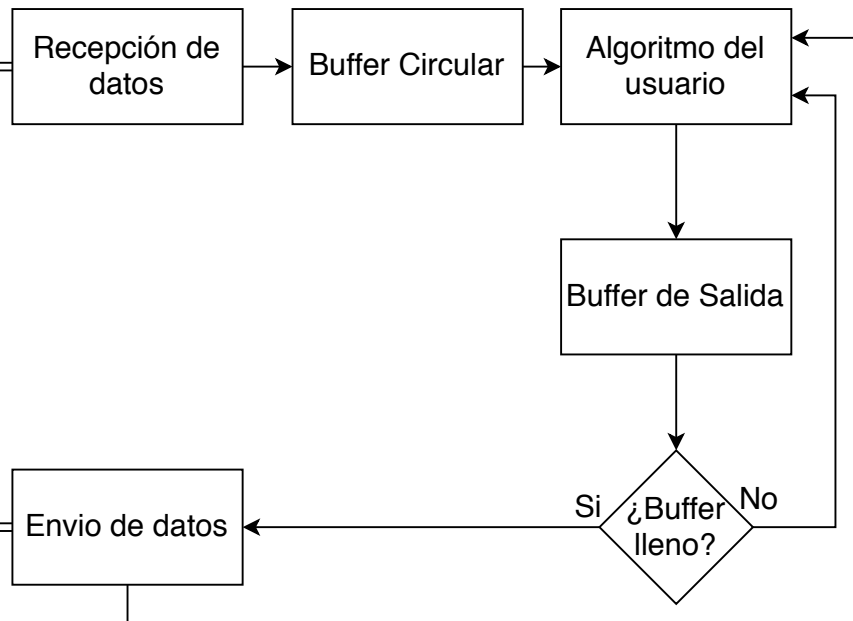 Recepción de
datos
Buffer Circular
Algoritmo del
usuario
Buffer de Salida
Envio de datos
Si
¿Buffer
lleno?
No